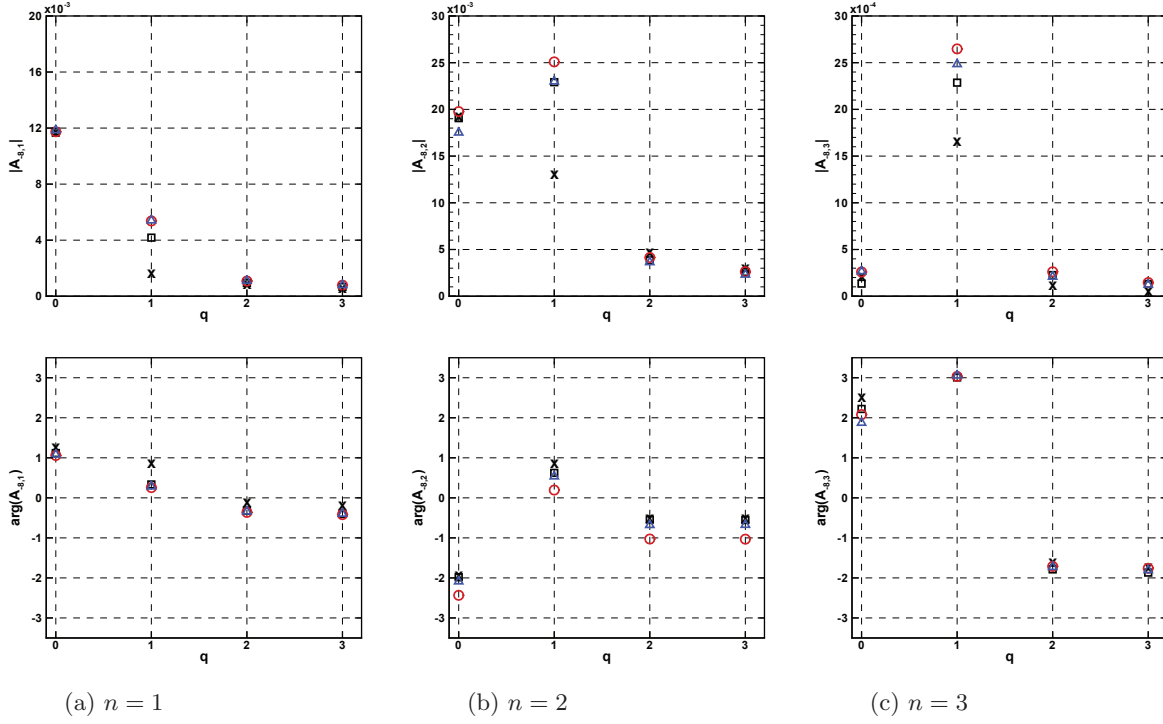 x10⁻³
20
16
12
8
4
0
|A₋₈,₁|
0 1 2 3
q
x10⁻³
30
25
20
15
10
5
0
|A₋₈,₂|
0 1 2 3
q
x10⁻⁴
30
25
20
15
10
5
0
|A₋₈,₃|
0 1 2 3
q
3
2
1
0
-1
-2
-3
arg(A₋₈,₁)
0 1 2 3
q
3
2
1
0
-1
-2
-3
arg(A₋₈,₂)
0 1 2 3
q
3
2
1
0
-1
-2
-3
arg(A₋₈,₃)
0 1 2 3
q
(a) n = 1
(b) n = 2
(c) n = 3